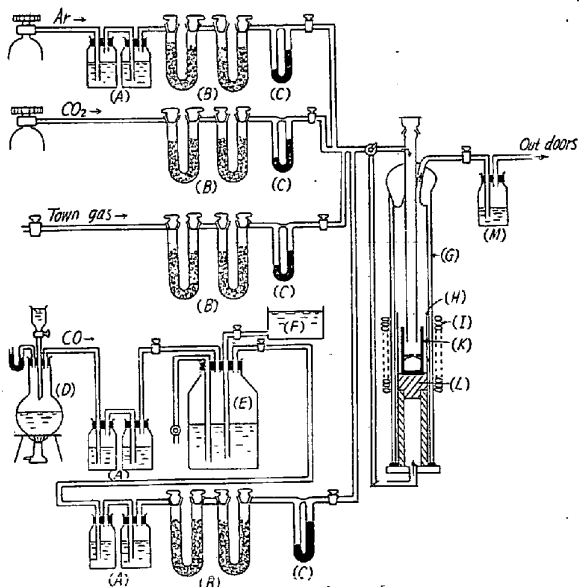 Ar→
(A)
(B)
(C)
CO₂→
(B)
(C)
Out doors
(M)
Town gas→
(B)
(C)
(G)
(H)
(I)
(K)
(L)
CO→
(D)
(F)
(E)
(A)
(A)
(B)
(C)